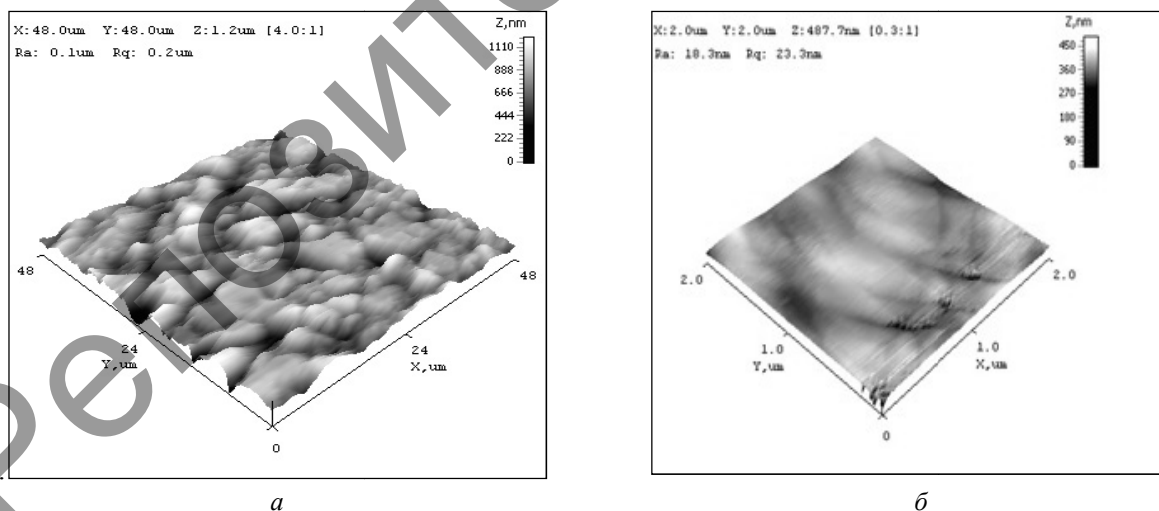 X:48.0um Y:48.0um Z:1.2um [4.0:1]
Ra: 0.1um Rq: 0.2um
Z,nm
1110
888
666
444
222
0
48
24
Y,um
0
24
X,um
48
а
X:2.0um Y:2.0um Z:487.7nm [0.3:1]
Ra: 18.3nm Rq: 23.3nm
Z,nm
450
360
270
180
90
0
2.0
1.0
Y,um
0
1.0
X,um
2.0
б
Репозито